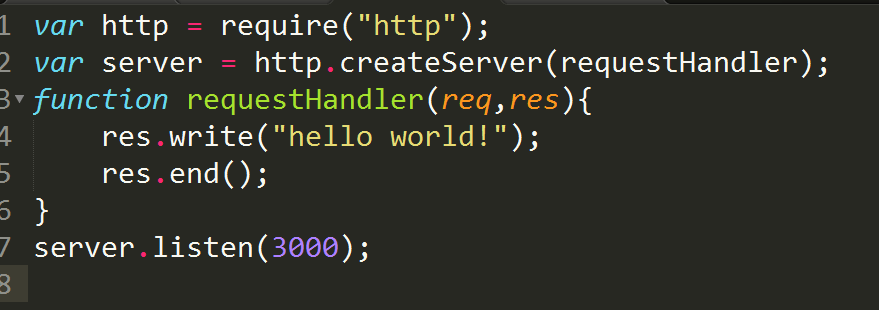 1 var http = require("http");
2 var server = http.createServer(requestHandler);
3 function requestHandler(req,res){
4     res.write("hello world!");
5     res.end();
6 }
7 server.listen(3000);
8